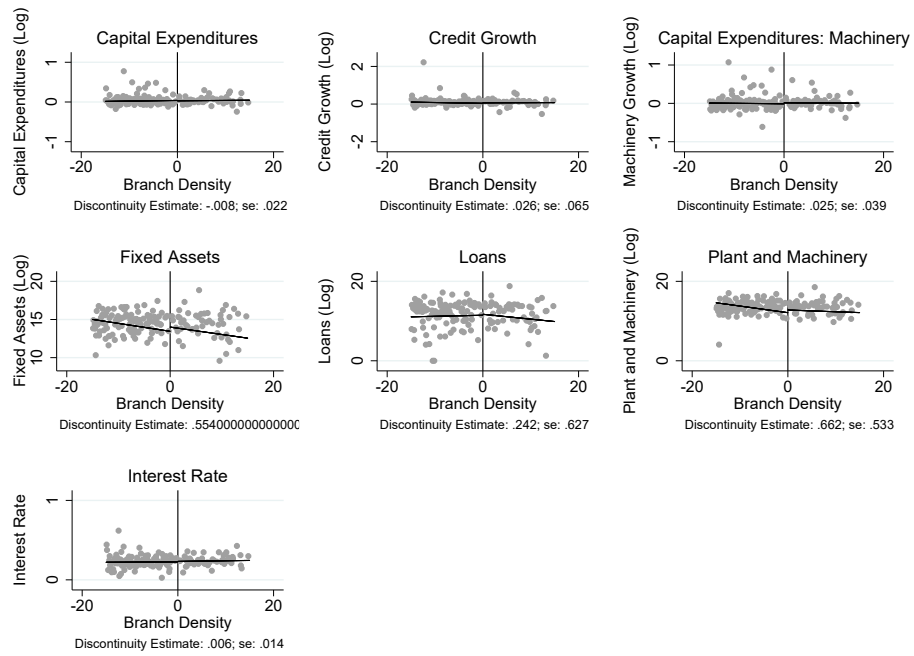 Capital Expenditures
Capital Expenditures (Log)
1
0
-1
-20
0
20
Branch Density
Discontinuity Estimate: -.008; se: .022
Credit Growth
Credit Growth (Log)
2
0
-2
-20
0
20
Branch Density
Discontinuity Estimate: .026; se: .065
Capital Expenditures: Machinery
Machinery Growth (Log)
1
0
-1
-20
0
20
Branch Density
Discontinuity Estimate: .025; se: .039
Fixed Assets
Fixed Assets (Log)
20
15
10
-20
0
20
Branch Density
Discontinuity Estimate: .554000000000000
Loans
Loans (Log)
20
0
-20
0
20
Branch Density
Discontinuity Estimate: .242; se: .627
Plant and Machinery
Plant and Machinery (Log)
20
0
-20
0
20
Branch Density
Discontinuity Estimate: .662; se: .533
Interest Rate
Interest Rate
1
0
-20
0
20
Branch Density
Discontinuity Estimate: .006; se: .014